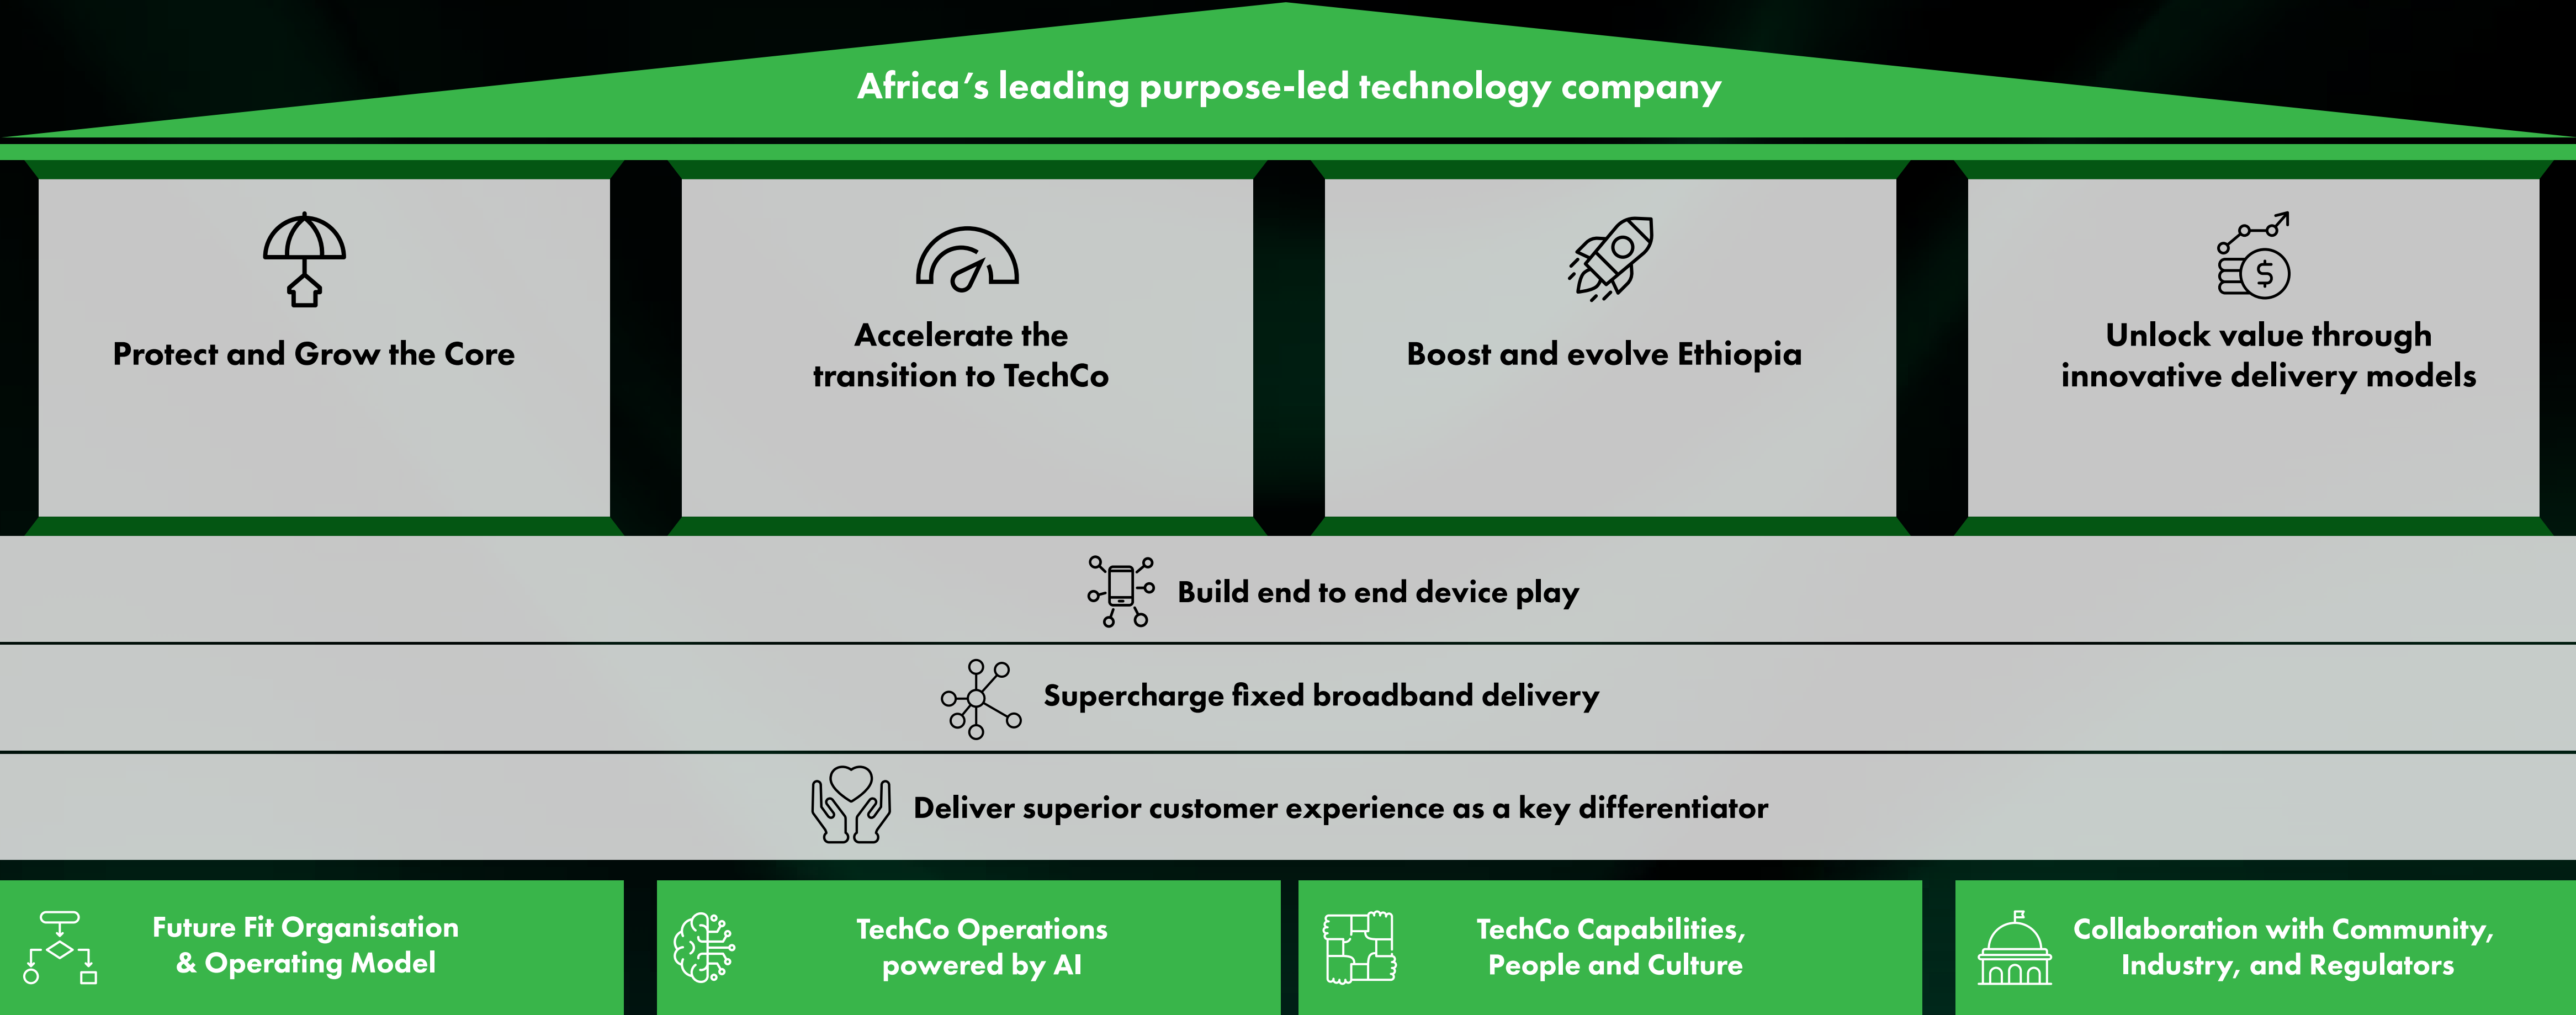 Africa's leading purpose-led technology company
Protect and Grow the Core
Accelerate the
transition to TechCo
Boost and evolve Ethiopia
Unlock value through
innovative delivery models
Build end to end device play
Supercharge fixed broadband delivery
Deliver superior customer experience as a key differentiator
Future Fit Organisation
& Operating Model
TechCo Operations
powered by AI
TechCo Capabilities,
People and Culture
Collaboration with Community,
Industry, and Regulators